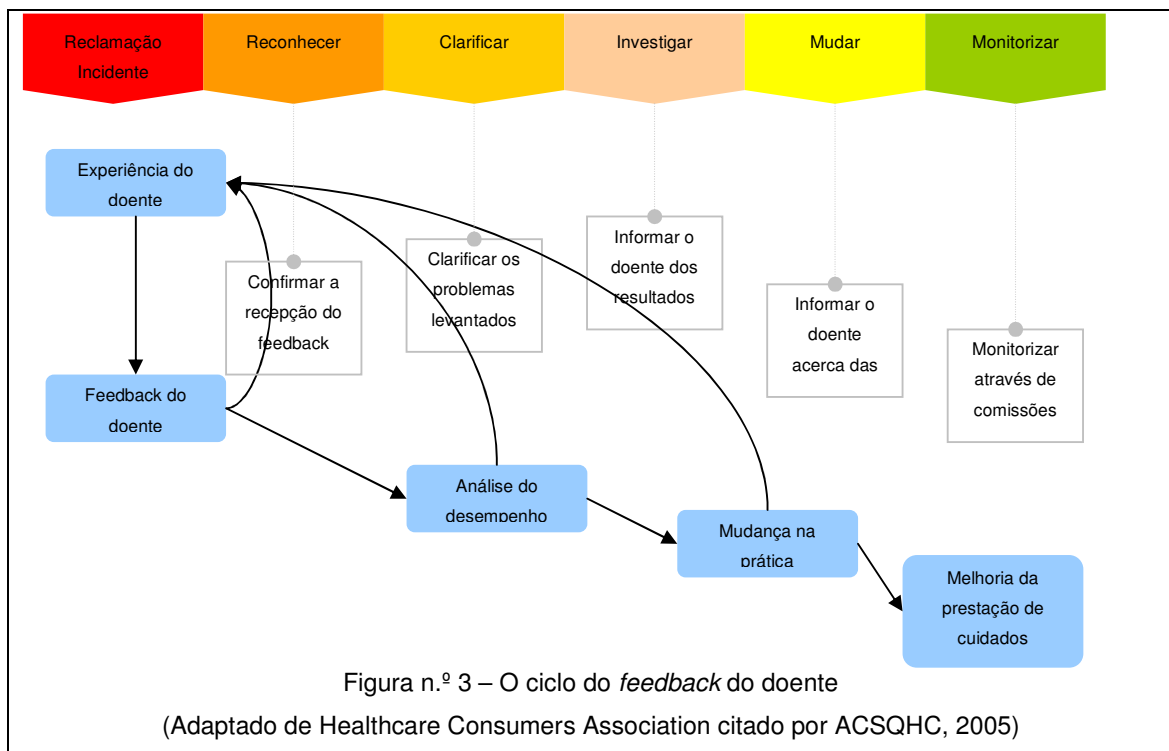 Reclamação
Incidente
Reconhecer
Clarificar
Investigar
Mudar
Monitorizar
Experiência do
doente
Confirmar a
recepção do
feedback
Clarificar os
problemas
levantados
Informar o
doente dos
resultados
Informar o
doente
acerca das
Monitorizar
através de
comissões
Feedback do
doente
Análise do
desempenho
Mudança na
prática
Melhoria da
prestação de
cuidados
Figura n.º 3 – O ciclo do feedback do doente
(Adaptado de Healthcare Consumers Association citado por ACSQHC, 2005)